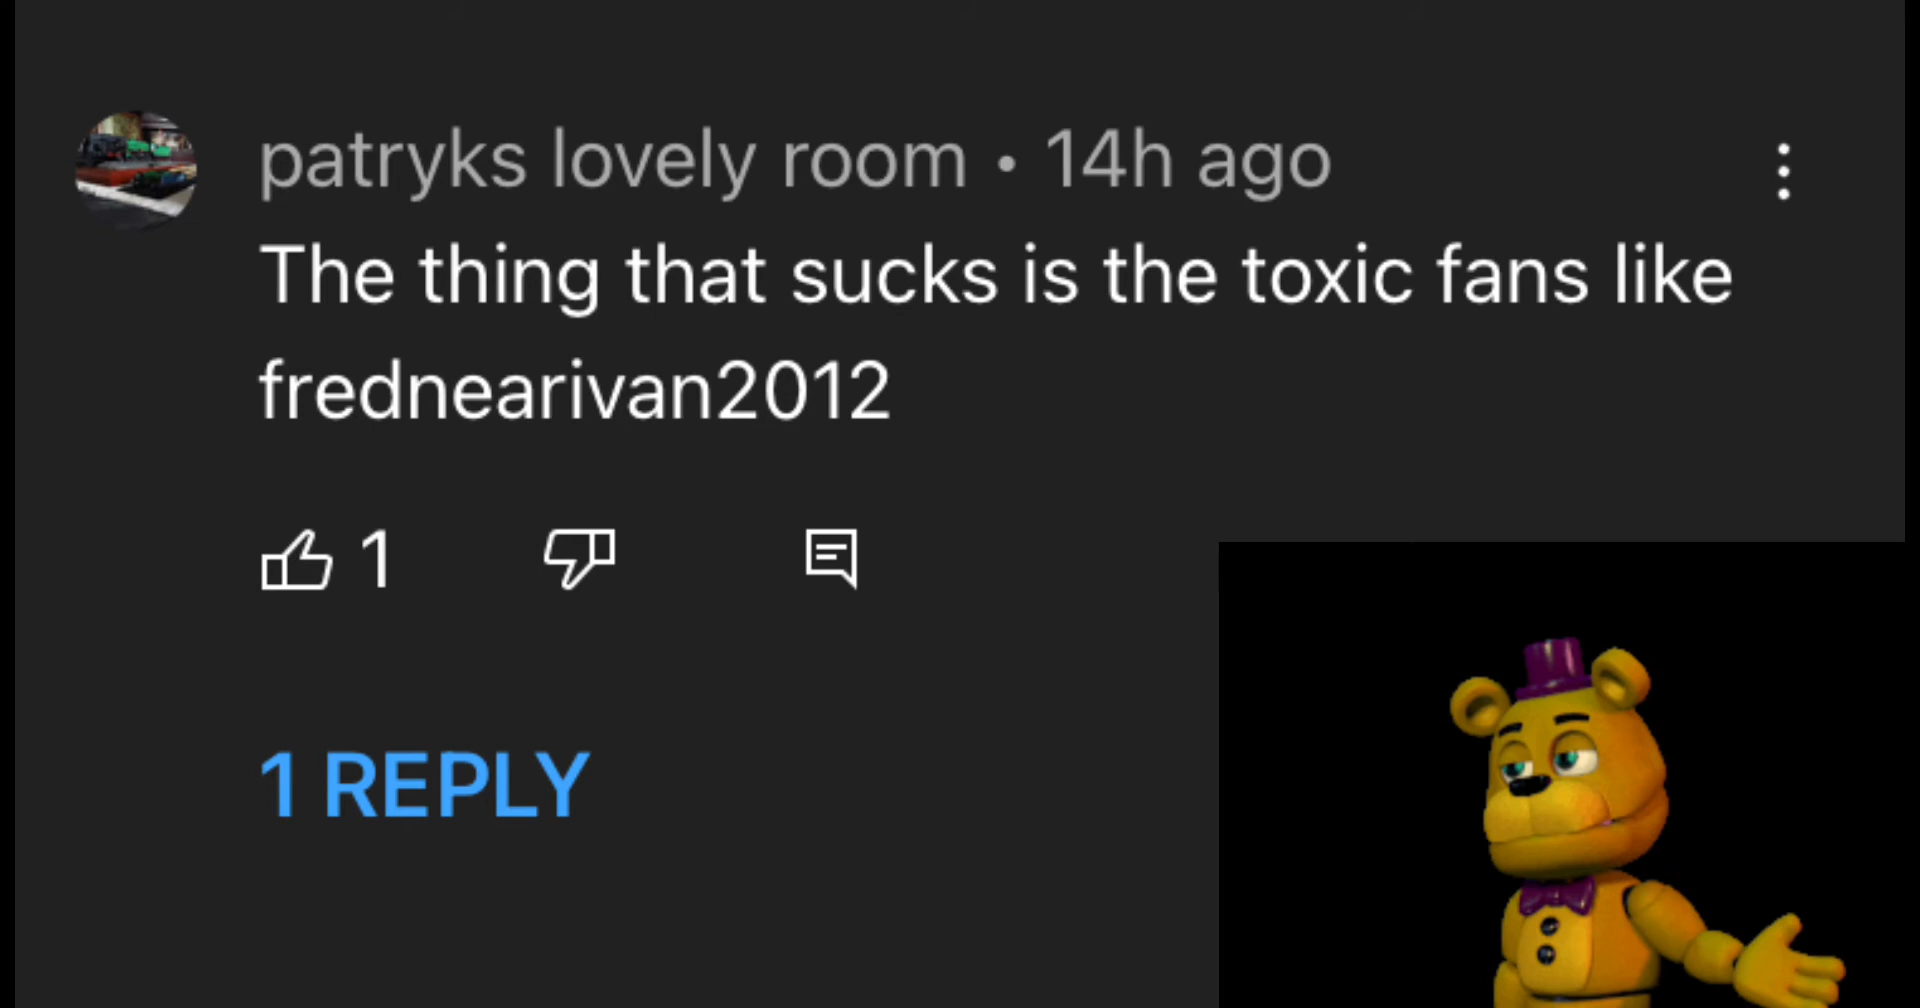 patryks lovely room • 14h ago
The thing that sucks is the toxic fans like
frednearivan2012
1
1 REPLY